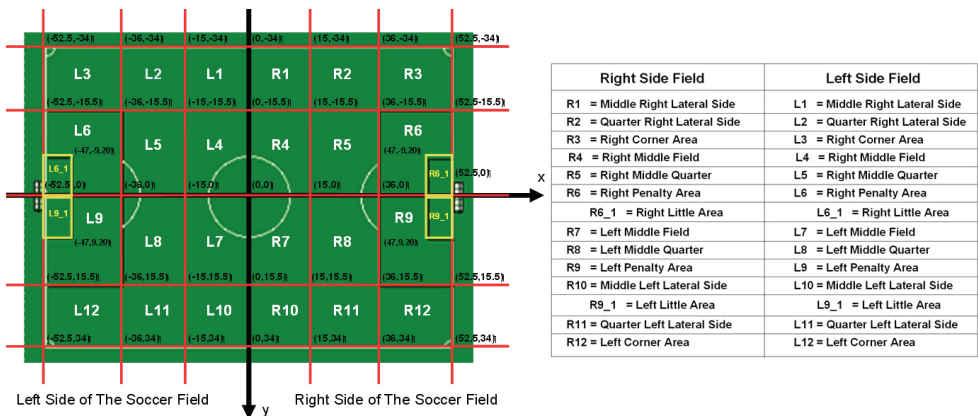 (-52.5,-34) (-36,-34) (-15,-34) (0,-34) (15,-34) (36,-34) (52.5,-34)
L3 L2 L1 R1 R2 R3
(-52.5,-15.5) (-36,-15.5) (-15,-15.5) (0,-15.5) (15,-15.5) (36,-15.5) (52.5-15.5)
L6 L5 L4 R4 R5 R6
(-47,-9.20) (47,-9.20)
L6_1 R6_1
(-52.5,0) (-36,0) (-15,0) (0,0) (15,0) (36,0) (52.5,0)
x
L9_1 R9_1
L9 L8 L7 R7 R8 R9
(-47,9.20) (47,9.20)
(-52,5,15.5) (-36,15.5) (-15,15.5) (0,15.5) (15,15.5) (36,15.5) (52.5,15.5)
L12 L11 L10 R10 R11 R12
(-52,5,34) (-36,34) (-15,34) (0,34) (15,34) (36,34) (52.5,34)
Left Side of The Soccer Field y Right Side of The Soccer Field
Right Side Field Left Side Field
R1 = Middle Right Lateral Side L1 = Middle Right Lateral Side
R2 = Quarter Right Lateral Side L2 = Quarter Right Lateral Side
R3 = Right Corner Area L3 = Right Corner Area
R4 = Right Middle Field L4 = Right Middle Field
R5 = Right Middle Quarter L5 = Right Middle Quarter
R6 = Right Penalty Area L6 = Right Penalty Area
R6_1 = Right Little Area L6_1 = Right Little Area
R7 = Left Middle Field L7 = Left Middle Field
R8 = Left Middle Quarter L8 = Left Middle Quarter
R9 = Left Penalty Area L9 = Left Penalty Area
R10 = Middle Left Lateral Side L10 = Middle Left Lateral Side
R9_1 = Left Little Area L9_1 = Left Little Area
R11 = Quarter Left Lateral Side L11 = Quarter Left Lateral Side
R12 = Left Corner Area L12 = Left Corner Area